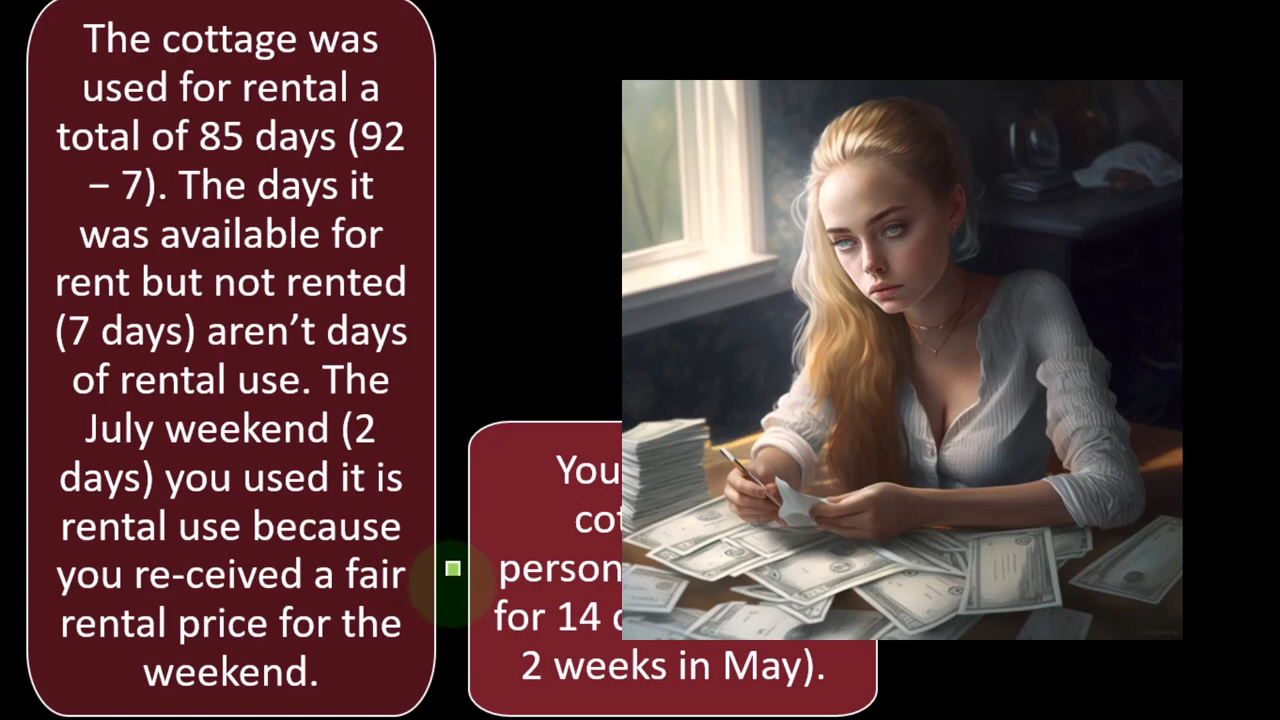 The cottage was
used for rental a
total of 85 days (92
– 7). The days it
was available for
rent but not rented
(7 days) aren’t days
of rental use. The
July weekend (2
days) you used it is
rental use because
you re-ceived a fair
rental price for the
weekend.
You
person
for 14
2 weeks in May).